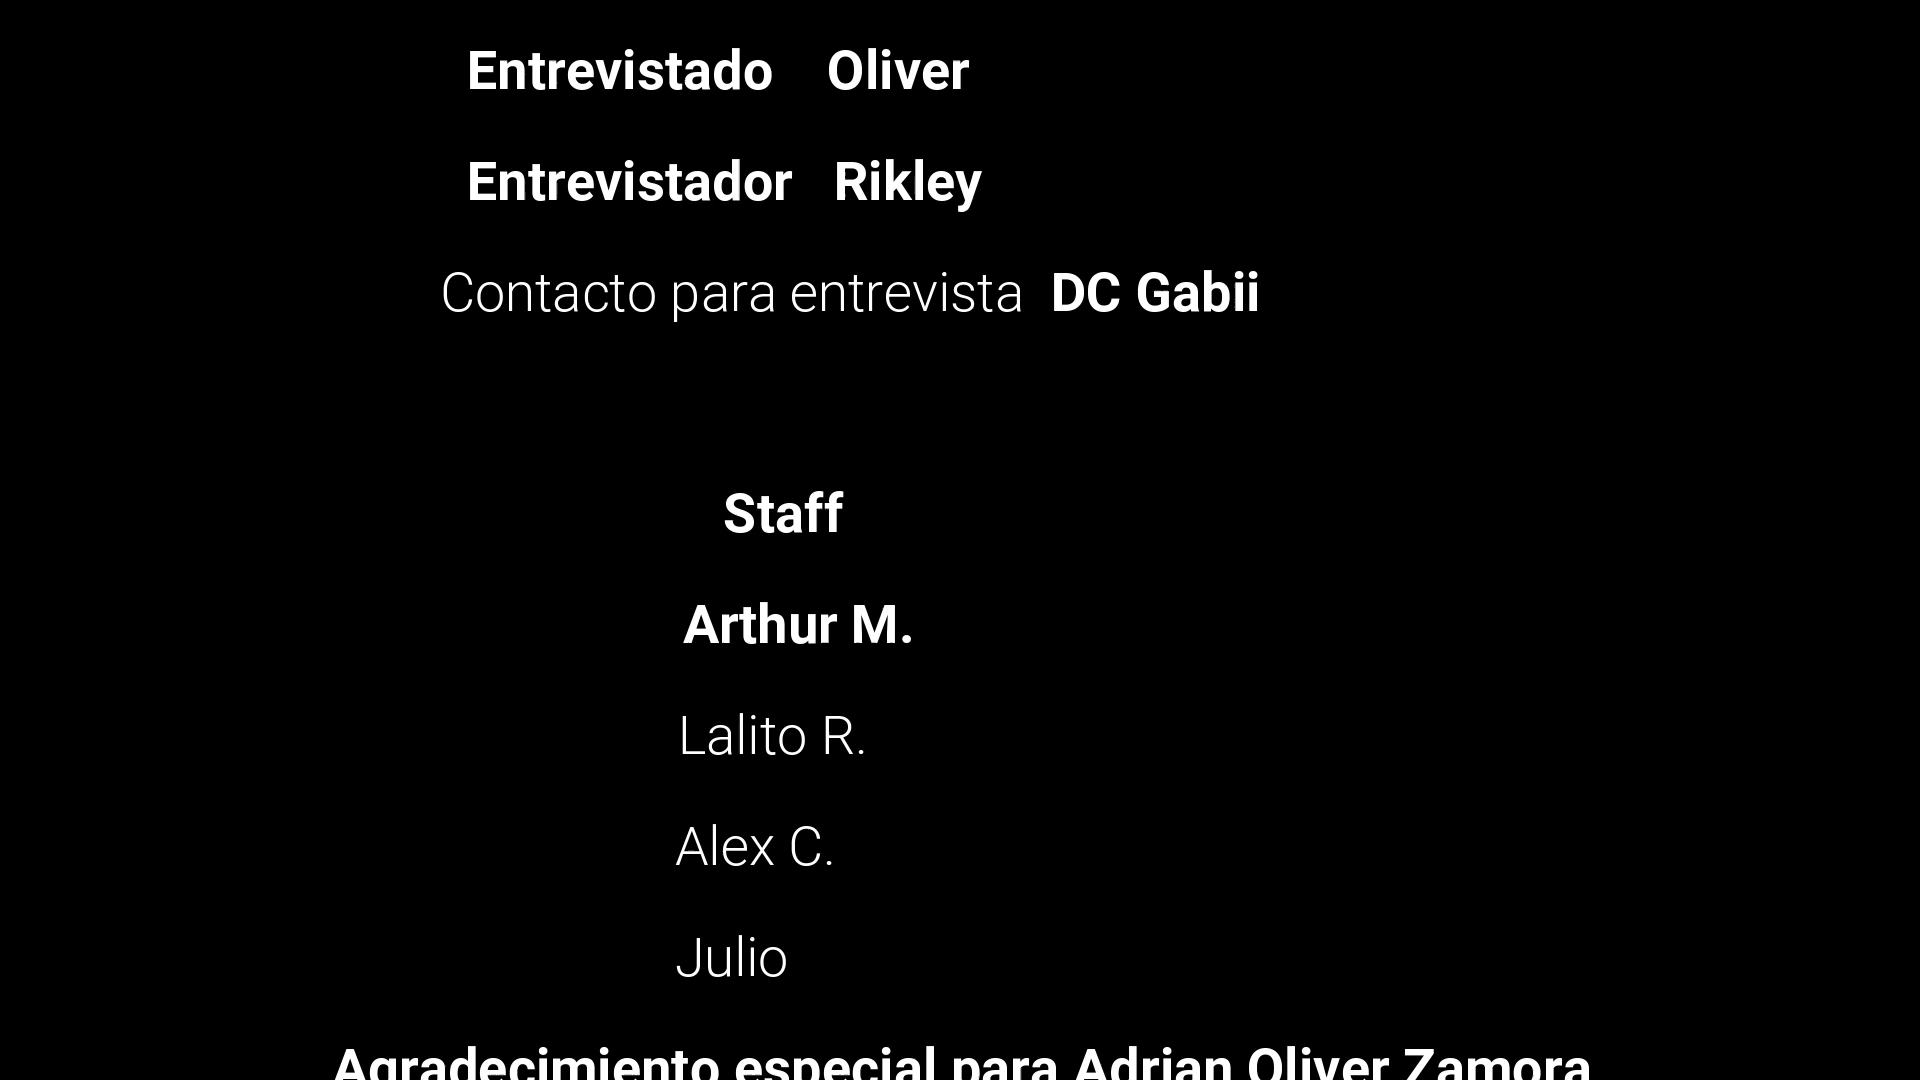 Entrevistado Oliver
Entrevistador Rikley
Contacto para entrevista DC Gabii
Staff
Arthur M.
Lalito R.
Alex C.
Julio
Agradecimiento especial para Adrian Oliver Zamora